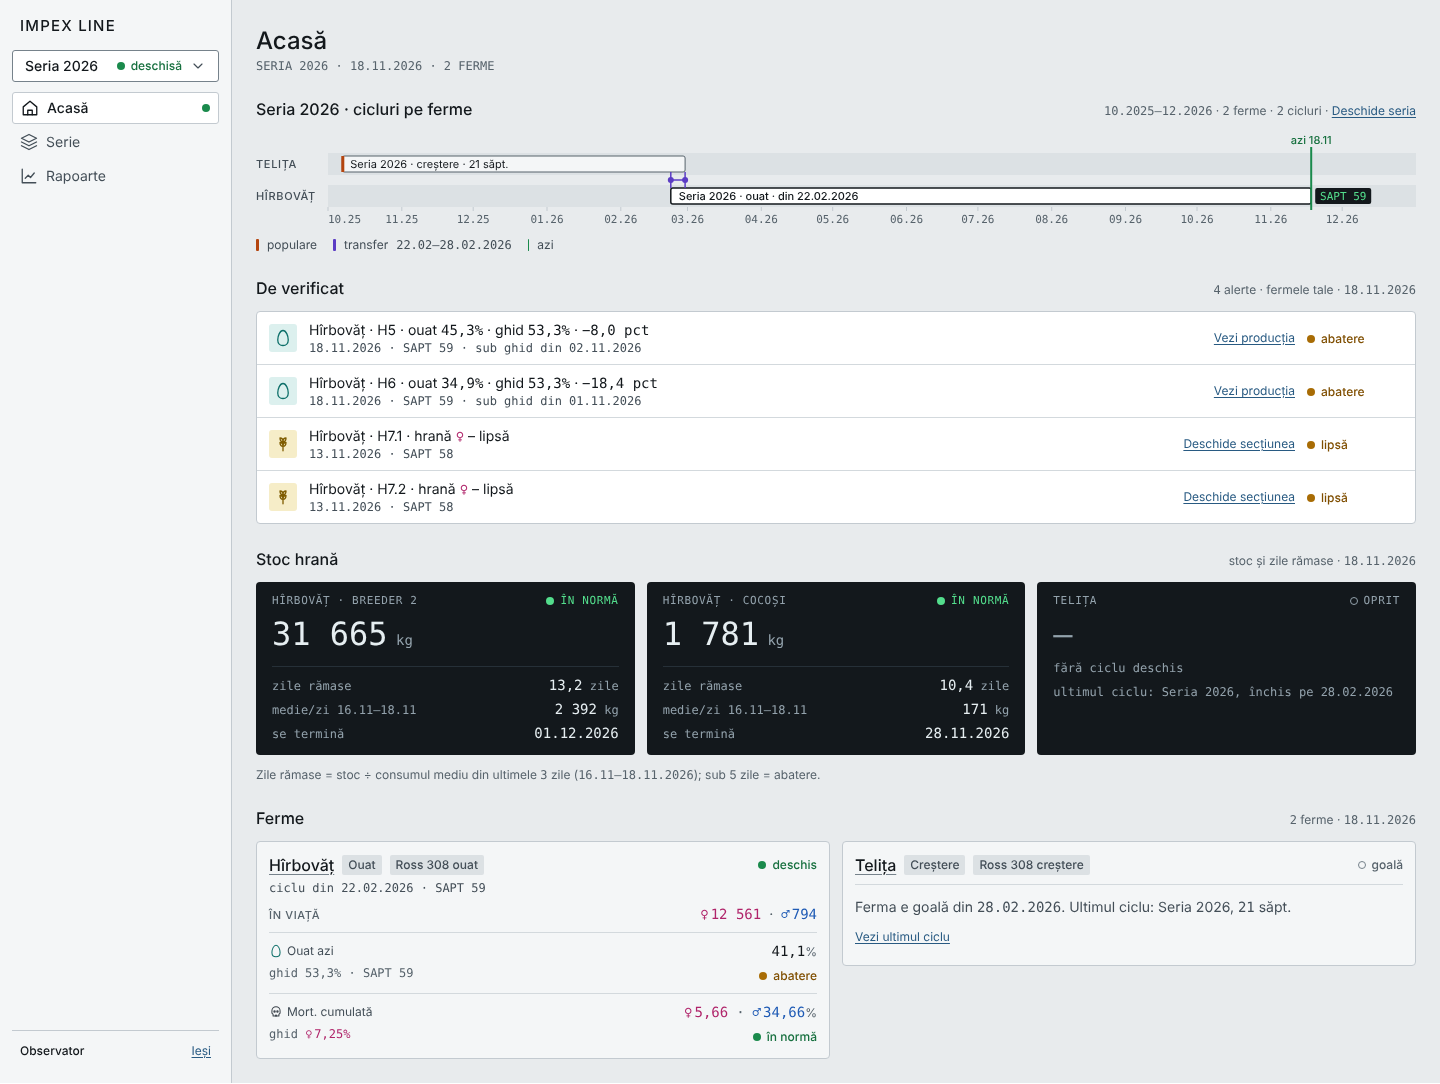 IMPEX LINE
Seria 2026 deschisă
Acasă
Serie
Rapoarte
Observator Ieși
Acasă
SERIA 2026 · 18.11.2026 · 2 FERME
Seria 2026 · cicluri pe ferme
10.2025–12.2026 · 2 ferme · 2 cicluri · Deschide seria
azi 18.11
TELIȚA Seria 2026 · creștere · 21 săpt.
HÎRBOVĂȚ Seria 2026 · ouat · din 22.02.2026 SAPT 59
10.25 11.25 12.25 01.26 02.26 03.26 04.26 05.26 06.26 07.26 08.26 09.26 10.26 11.26 12.26
populare transfer 22.02–28.02.2026 azi
De verificat
4 alerte · fermele tale · 18.11.2026
Hîrbovăț · H5 · ouat 45,3% · ghid 53,3% · −8,0 pct
18.11.2026 · SAPT 59 · sub ghid din 02.11.2026
Vezi producția abatere
Hîrbovăț · H6 · ouat 34,9% · ghid 53,3% · −18,4 pct
18.11.2026 · SAPT 59 · sub ghid din 01.11.2026
Vezi producția abatere
Hîrbovăț · H7.1 · hrană ♀ – lipsă
13.11.2026 · SAPT 58
Deschide secțiunea lipsă
Hîrbovăț · H7.2 · hrană ♀ – lipsă
13.11.2026 · SAPT 58
Deschide secțiunea lipsă
Stoc hrană
stoc și zile rămase · 18.11.2026
HÎRBOVĂȚ · BREEDER 2 ÎN NORMĂ
31 665 kg
zile rămase 13,2 zile
medie/zi 16.11–18.11 2 392 kg
se termină 01.12.2026
HÎRBOVĂȚ · COCOȘI ÎN NORMĂ
1 781 kg
zile rămase 10,4 zile
medie/zi 16.11–18.11 171 kg
se termină 28.11.2026
TELIȚA OPRIT
—
fără ciclu deschis
ultimul ciclu: Seria 2026, închis pe 28.02.2026
Zile rămase = stoc ÷ consumul mediu din ultimele 3 zile (16.11–18.11.2026); sub 5 zile = abatere.
Ferme
2 ferme · 18.11.2026
Hîrbovăț Ouat Ross 308 ouat deschis
ciclu din 22.02.2026 · SAPT 59
ÎN VIAȚĂ ♀12 561 · ♂794
Ouat azi 41,1%
ghid 53,3% · SAPT 59 abatere
Mort. cumulată ♀5,66 · ♂34,66%
ghid ♀7,25% în normă
Telița Creștere Ross 308 creștere goală
Ferma e goală din 28.02.2026. Ultimul ciclu: Seria 2026, 21 săpt.
Vezi ultimul ciclu